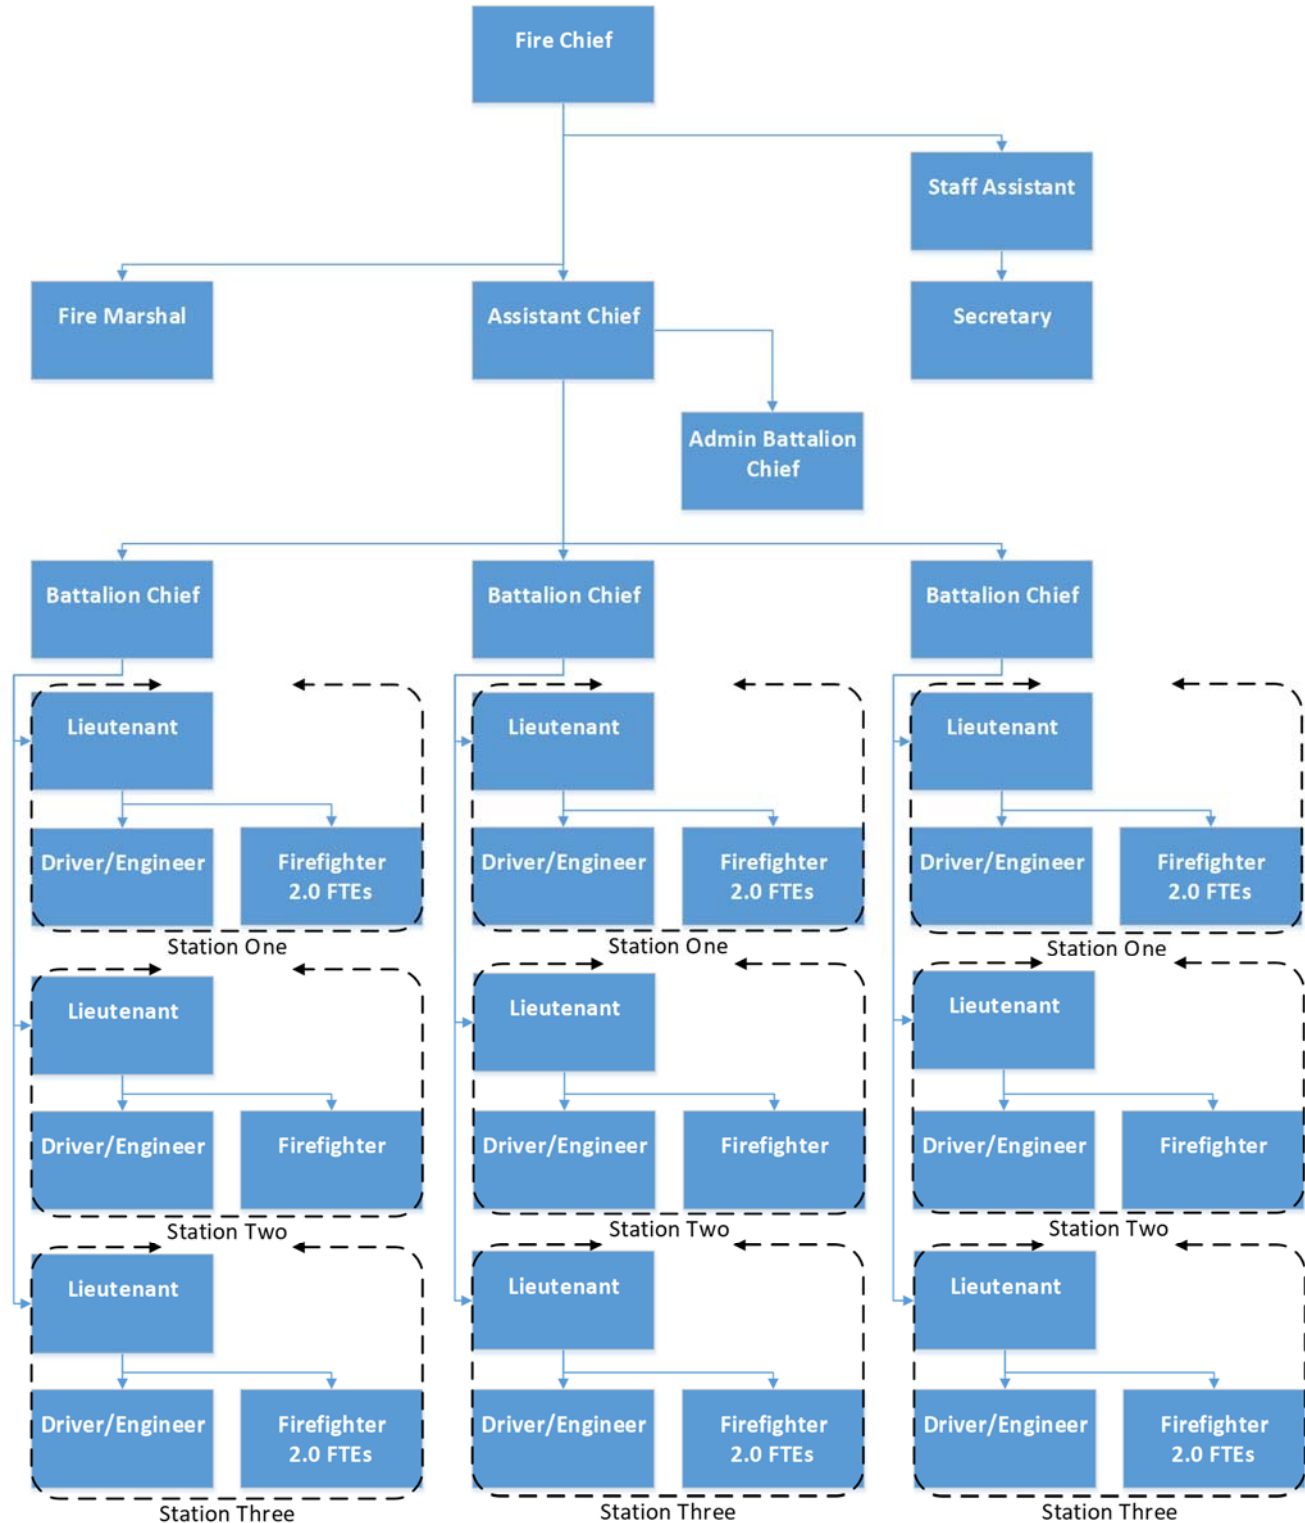 Fire Chief
Staff Assistant
Fire Marshal
Assistant Chief
Secretary
Admin Battalion
Chief
Battalion Chief
Battalion Chief
Battalion Chief
Lieutenant
Lieutenant
Lieutenant
Driver/Engineer
Firefighter
2.0 FTEs
Driver/Engineer
Firefighter
2.0 FTEs
Driver/Engineer
Firefighter
2.0 FTEs
Station One
Station One
Station One
Lieutenant
Lieutenant
Lieutenant
Driver/Engineer
Firefighter
Driver/Engineer
Firefighter
Driver/Engineer
Firefighter
Station Two
Station Two
Station Two
Lieutenant
Lieutenant
Lieutenant
Driver/Engineer
Firefighter
2.0 FTEs
Driver/Engineer
Firefighter
2.0 FTEs
Driver/Engineer
Firefighter
2.0 FTEs
Station Three
Station Three
Station Three